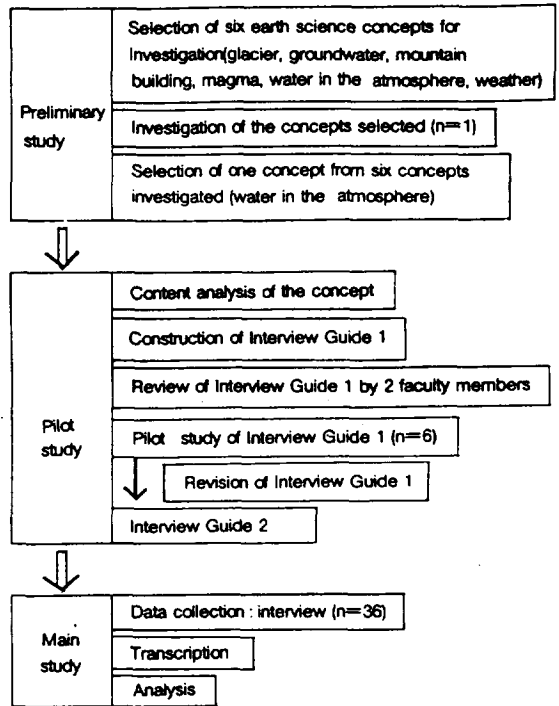 Selection of six earth science concepts for
Investigation(glacier, groundwater, mountain
building, magma, water in the atmosphere, weather)
Preliminary
study
Investigation of the concepts selected (n=1)
Selection of one concept from six concepts
investigated (water in the atmosphere)
Content analysis of the concept
Construction of Interview Guide 1
Review of Interview Guide 1 by 2 faculty members
Pilot
study
Pilot study of Interview Guide 1 (n=6)
Revision of Interview Guide 1
Interview Guide 2
Main
study
Data collection : interview (n=36)
Transcription
Analysis